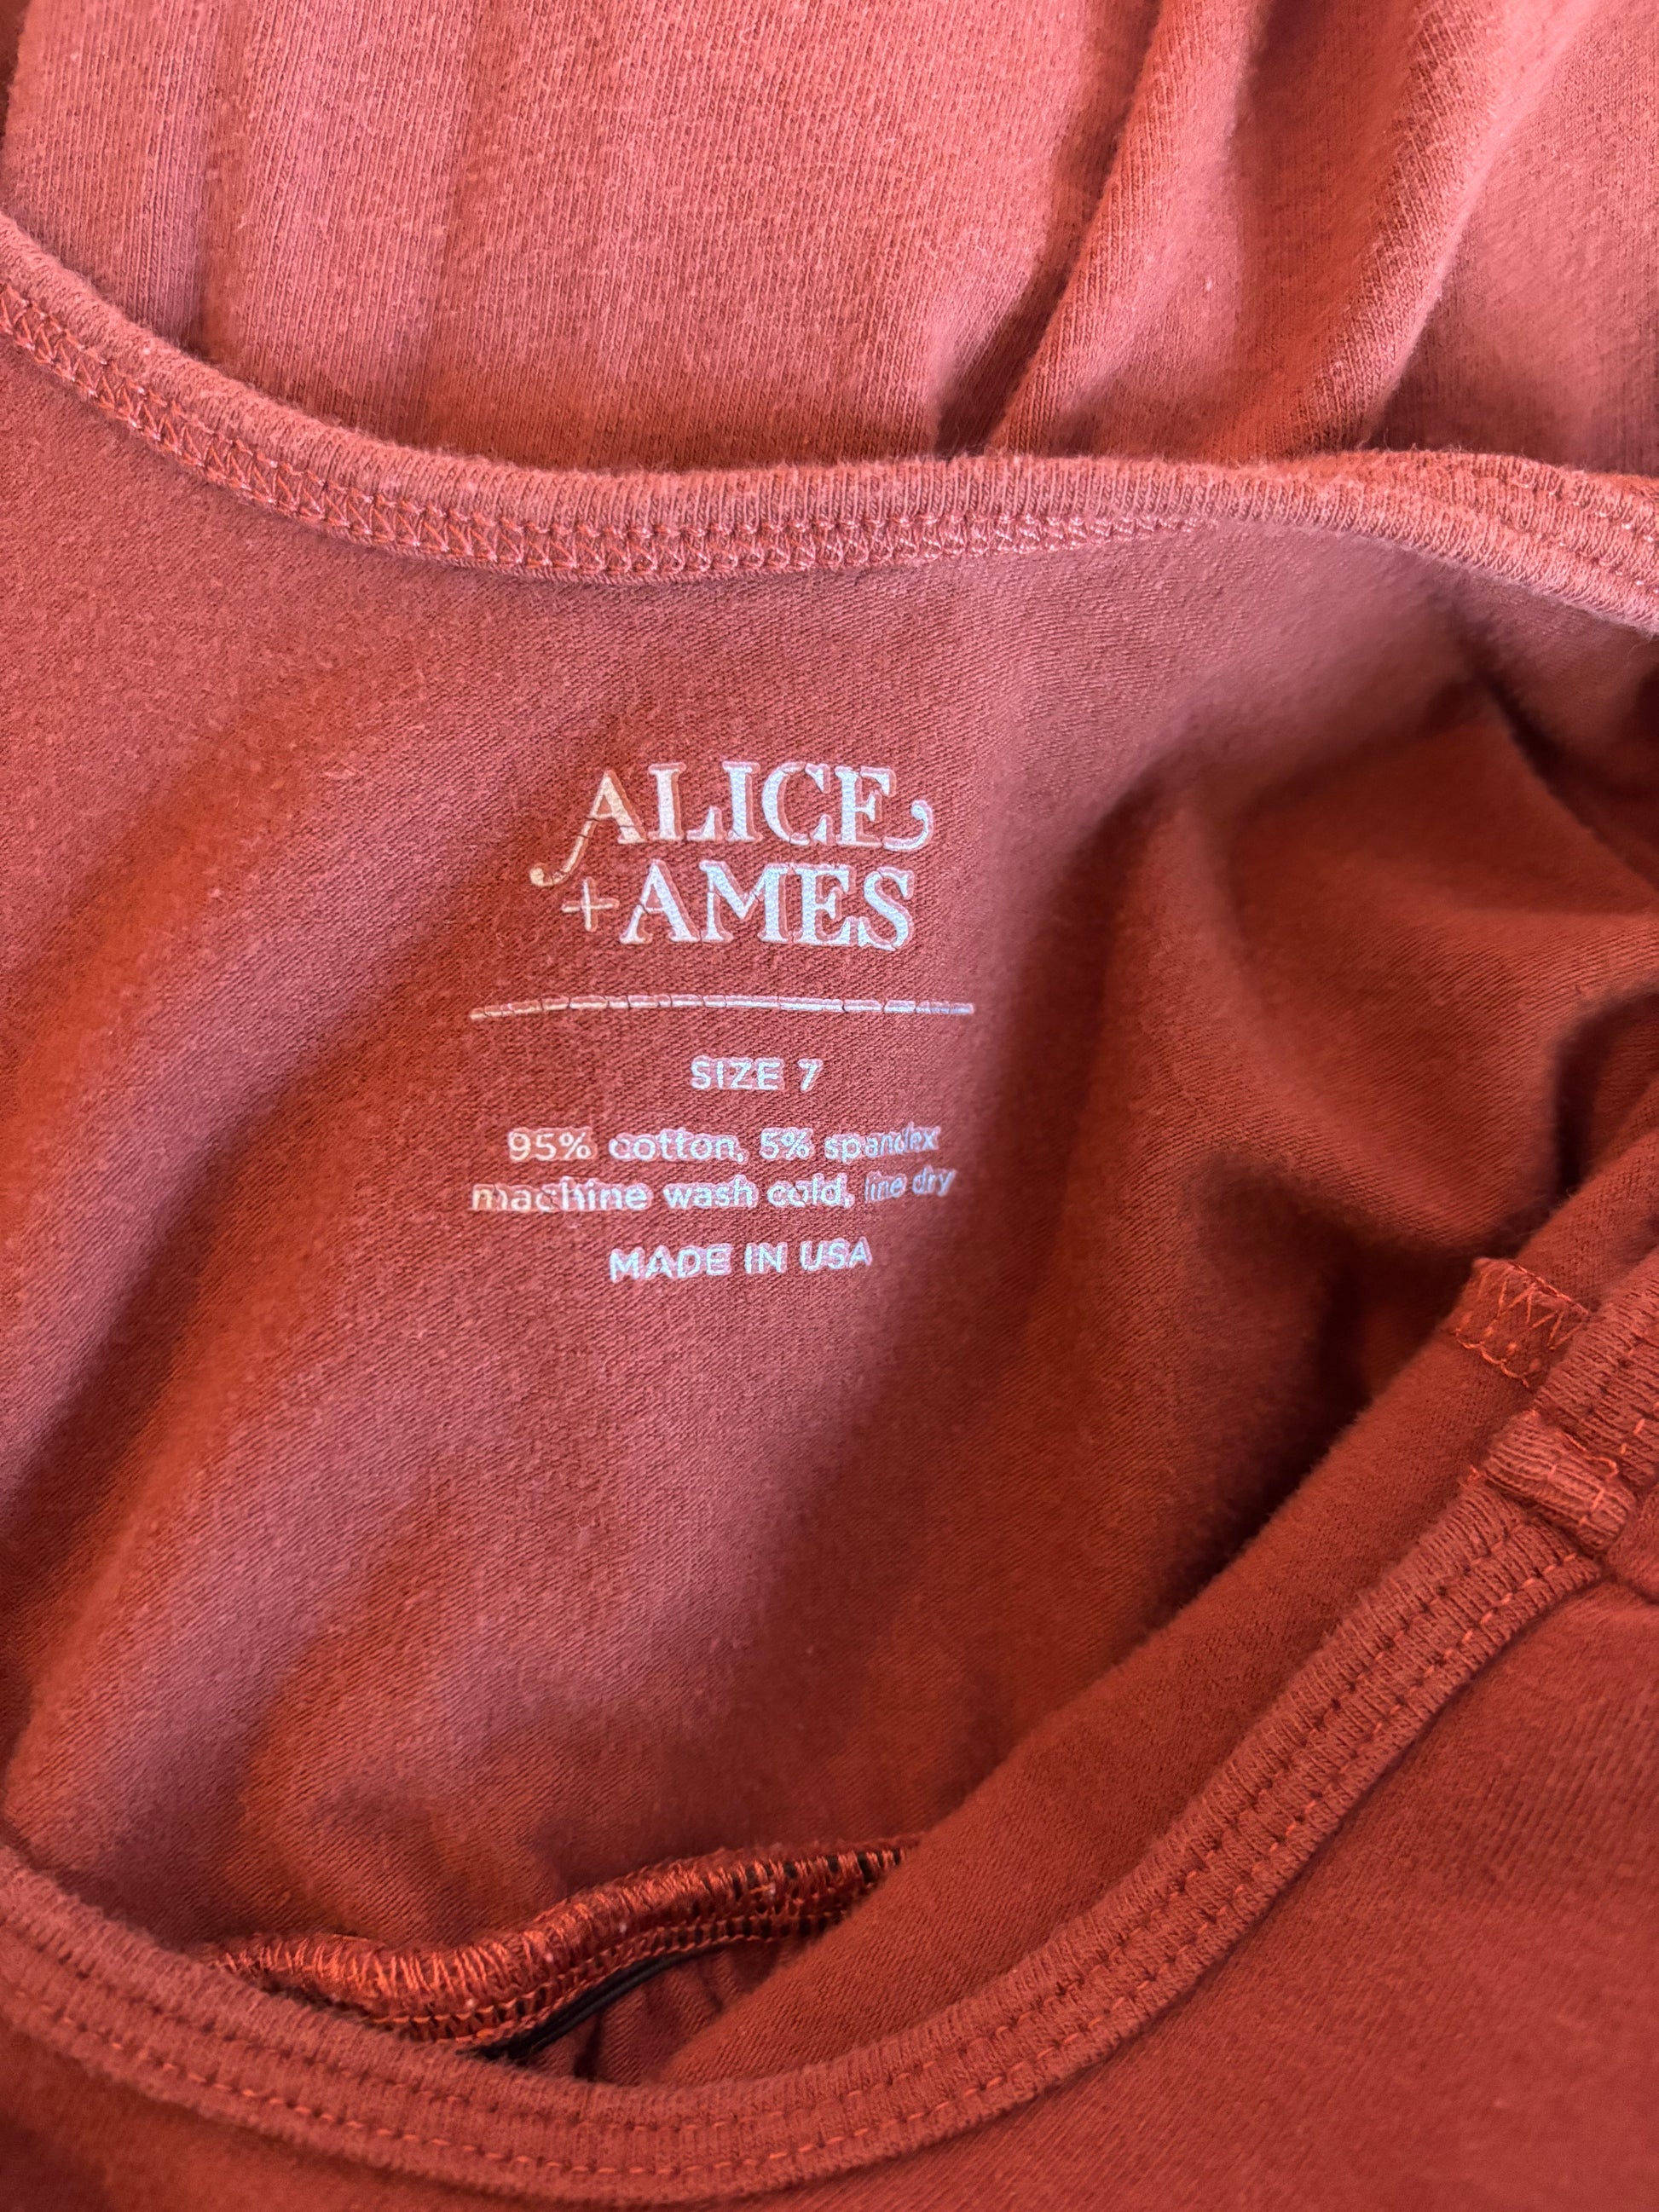 ALICE
+AMES
SIZE 7
95% cotton, 5% spandex
machine wash cold, line dry
MADE IN USA